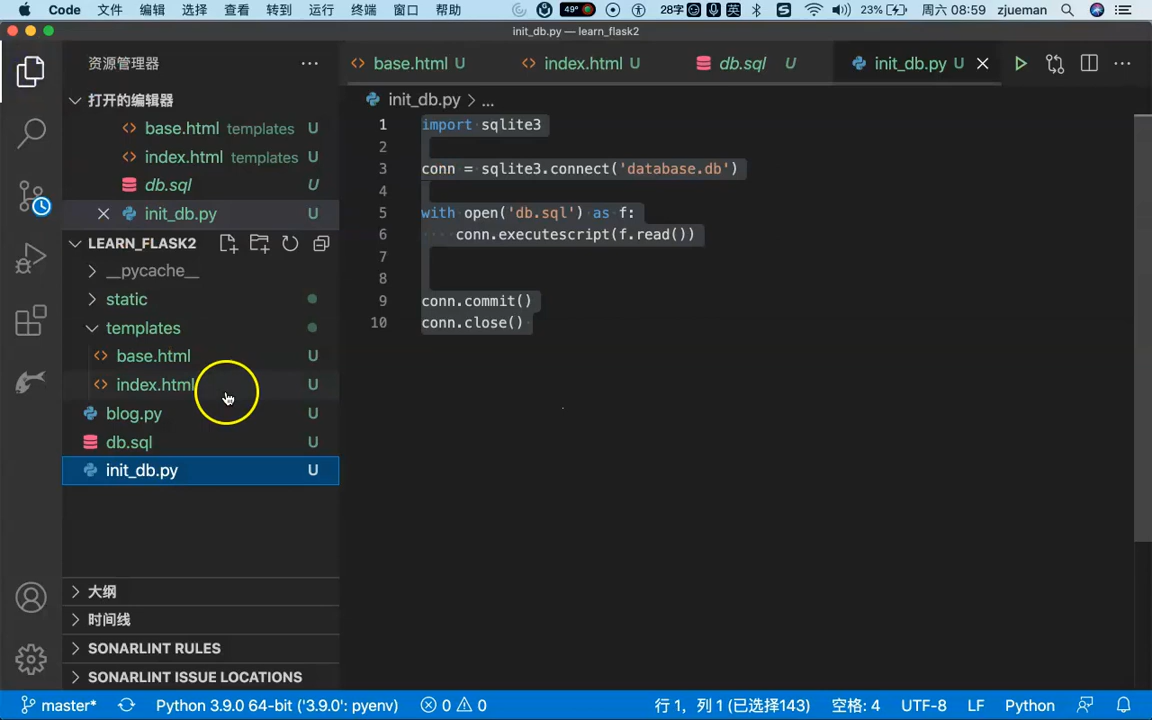 Code 文件 编辑 选择 查看 转到 运行 终端 窗口 帮助 49° 28字 英 23% 周六 08:59 zjueman
init_db.py — learn_flask2
资源管理器
base.html U index.html U db.sql U init_db.py U
打开的编辑器
base.html templates U
index.html templates U
db.sql U
init_db.py U
LEARN_FLASK2
__pycache__
static
templates
base.html U
index.html U
blog.py U
db.sql U
init_db.py U
大纲
时间线
SONARLINT RULES
SONARLINT ISSUE LOCATIONS
init_db.py > ...
1 import sqlite3
2
3 conn = sqlite3.connect('database.db')
4
5 with open('db.sql') as f:
6 conn.executescript(f.read())
7
8
9 conn.commit()
10 conn.close()
master* Python 3.9.0 64-bit ('3.9.0': pyenv) 0 0 行 1，列 1 (已选择143) 空格: 4 UTF-8 LF Python